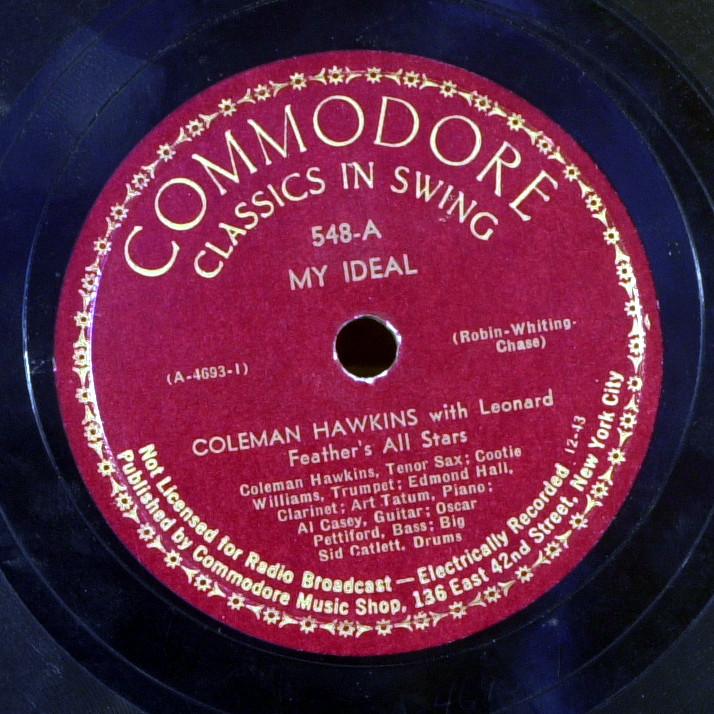 COMMODORE
CLASSICS IN SWING
548-A
MY IDEAL
(Robin-Whiting-
Chase)
(A-4693-1)
COLEMAN HAWKINS with Leonard
Feather's All Stars
Coleman Hawkins, Tenor Sax; Cootie
Williams, Trumpet; Edmond Hall,
Clarinet; Art Tatum, Piano;
Al Casey, Guitar; Oscar
Pettiford, Bass; Big
Sid Catlett, Drums
12-43
Not Licensed for Radio Broadcast — Electrically Recorded
Published by Commodore Music Shop, 136 East 42nd Street, New York City